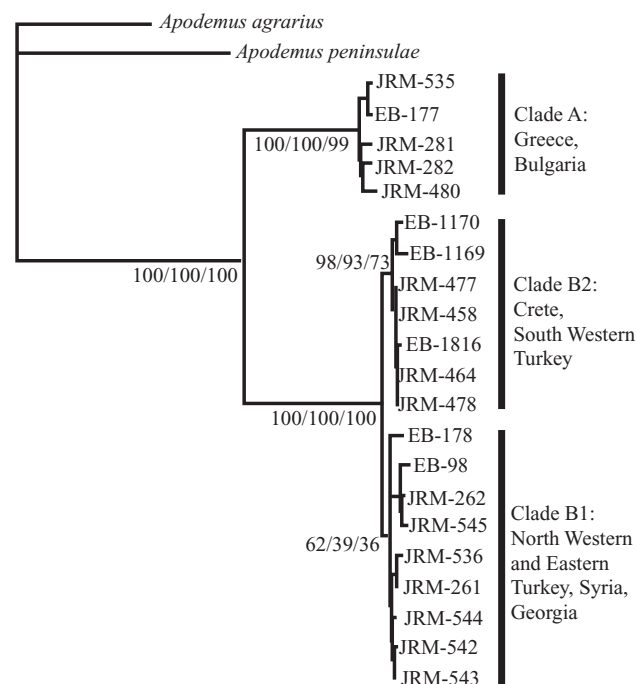 Apodemus agrarius
Apodemus peninsulae
JRM-535
EB-177
JRM-281
JRM-282
JRM-480
100/100/99
Clade A:
Greece,
Bulgaria
100/100/100
EB-1170
EB-1169
JRM-477
JRM-458
EB-1816
JRM-464
JRM-478
98/93/73
Clade B2:
Crete,
South Western
Turkey
100/100/100
EB-178
EB-98
JRM-262
JRM-545
JRM-536
JRM-261
JRM-544
JRM-542
JRM-543
62/39/36
Clade B1:
North Western
and Eastern
Turkey, Syria,
Georgia